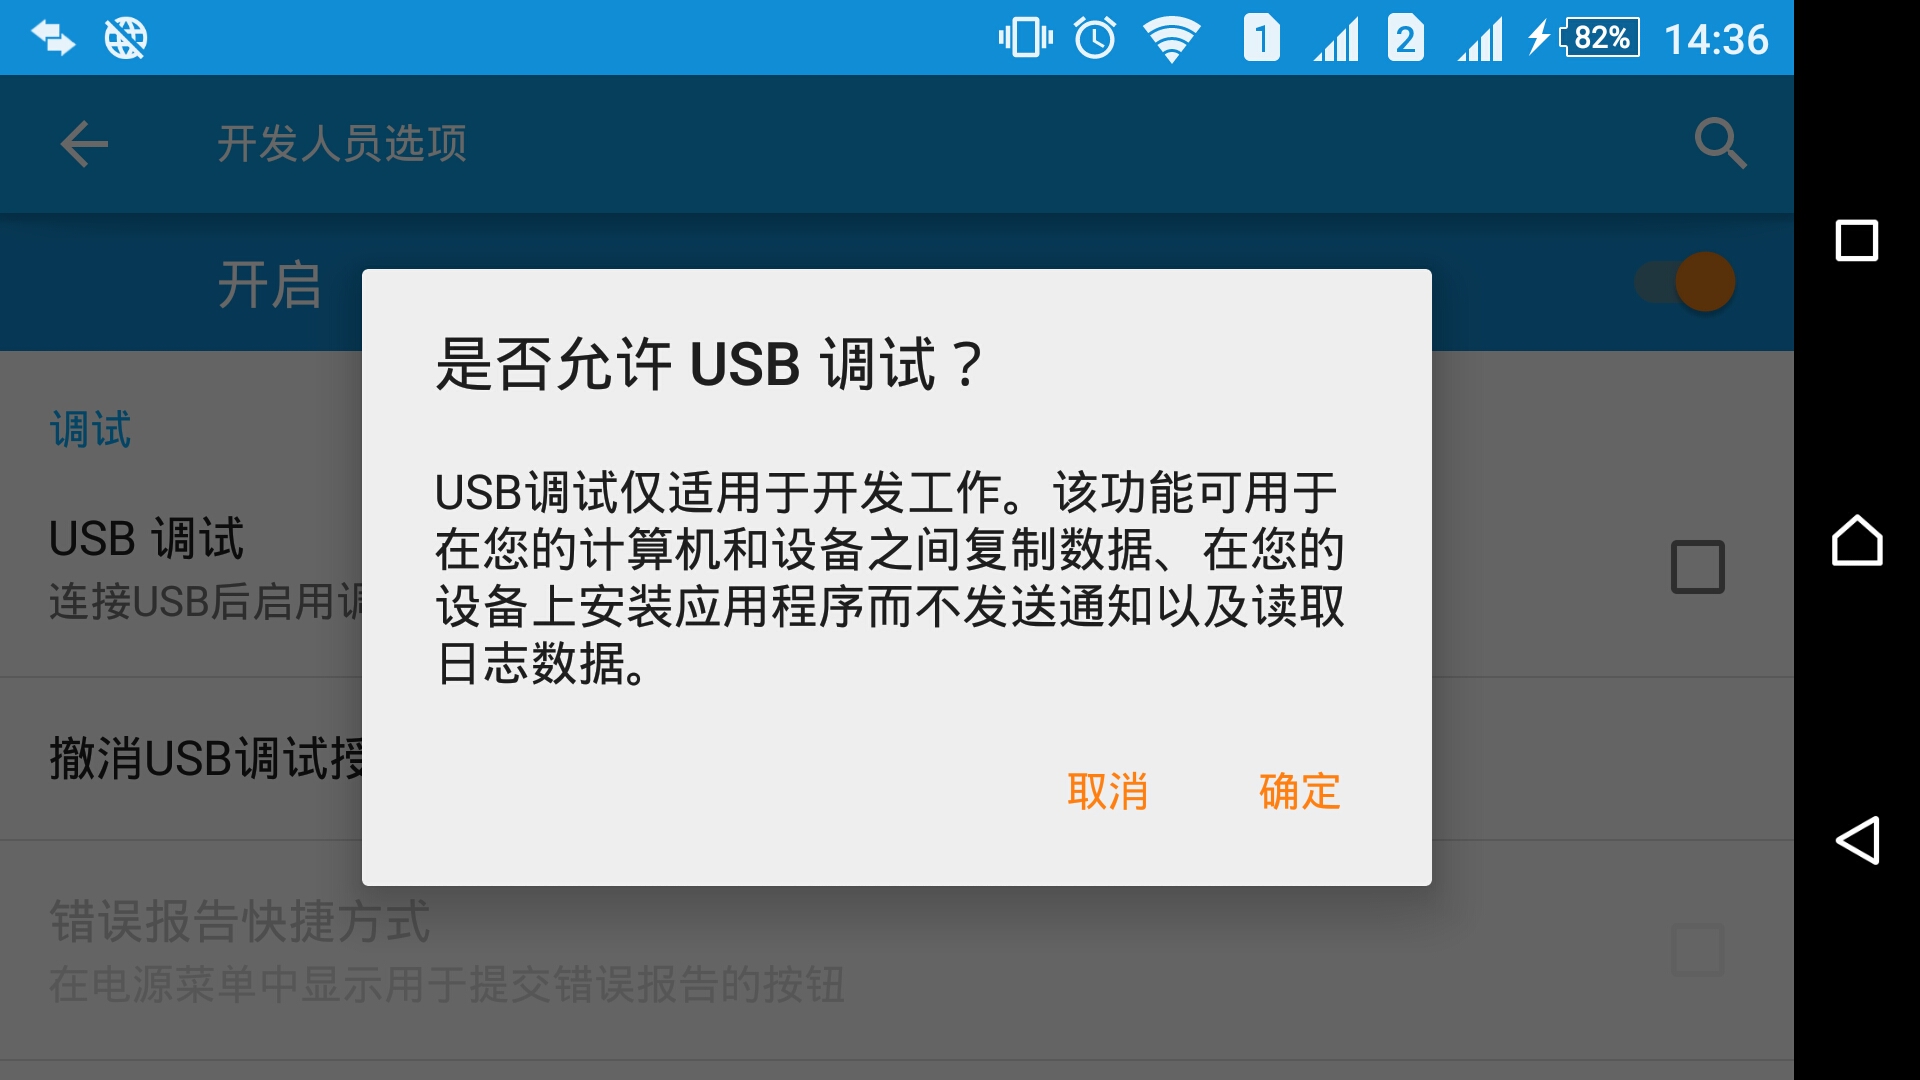 1
2
82%
14:36
开发人员选项
开启
是否允许 USB 调试？
调试
USB调试仅适用于开发工作。该功能可用于
在您的计算机和设备之间复制数据、在您的
设备上安装应用程序而不发送通知以及读取
日志数据。
USB 调试
连接USB后启用调
撤消USB调试授
取消
确定
错误报告快捷方式
在电源菜单中显示用于提交错误报告的按钮